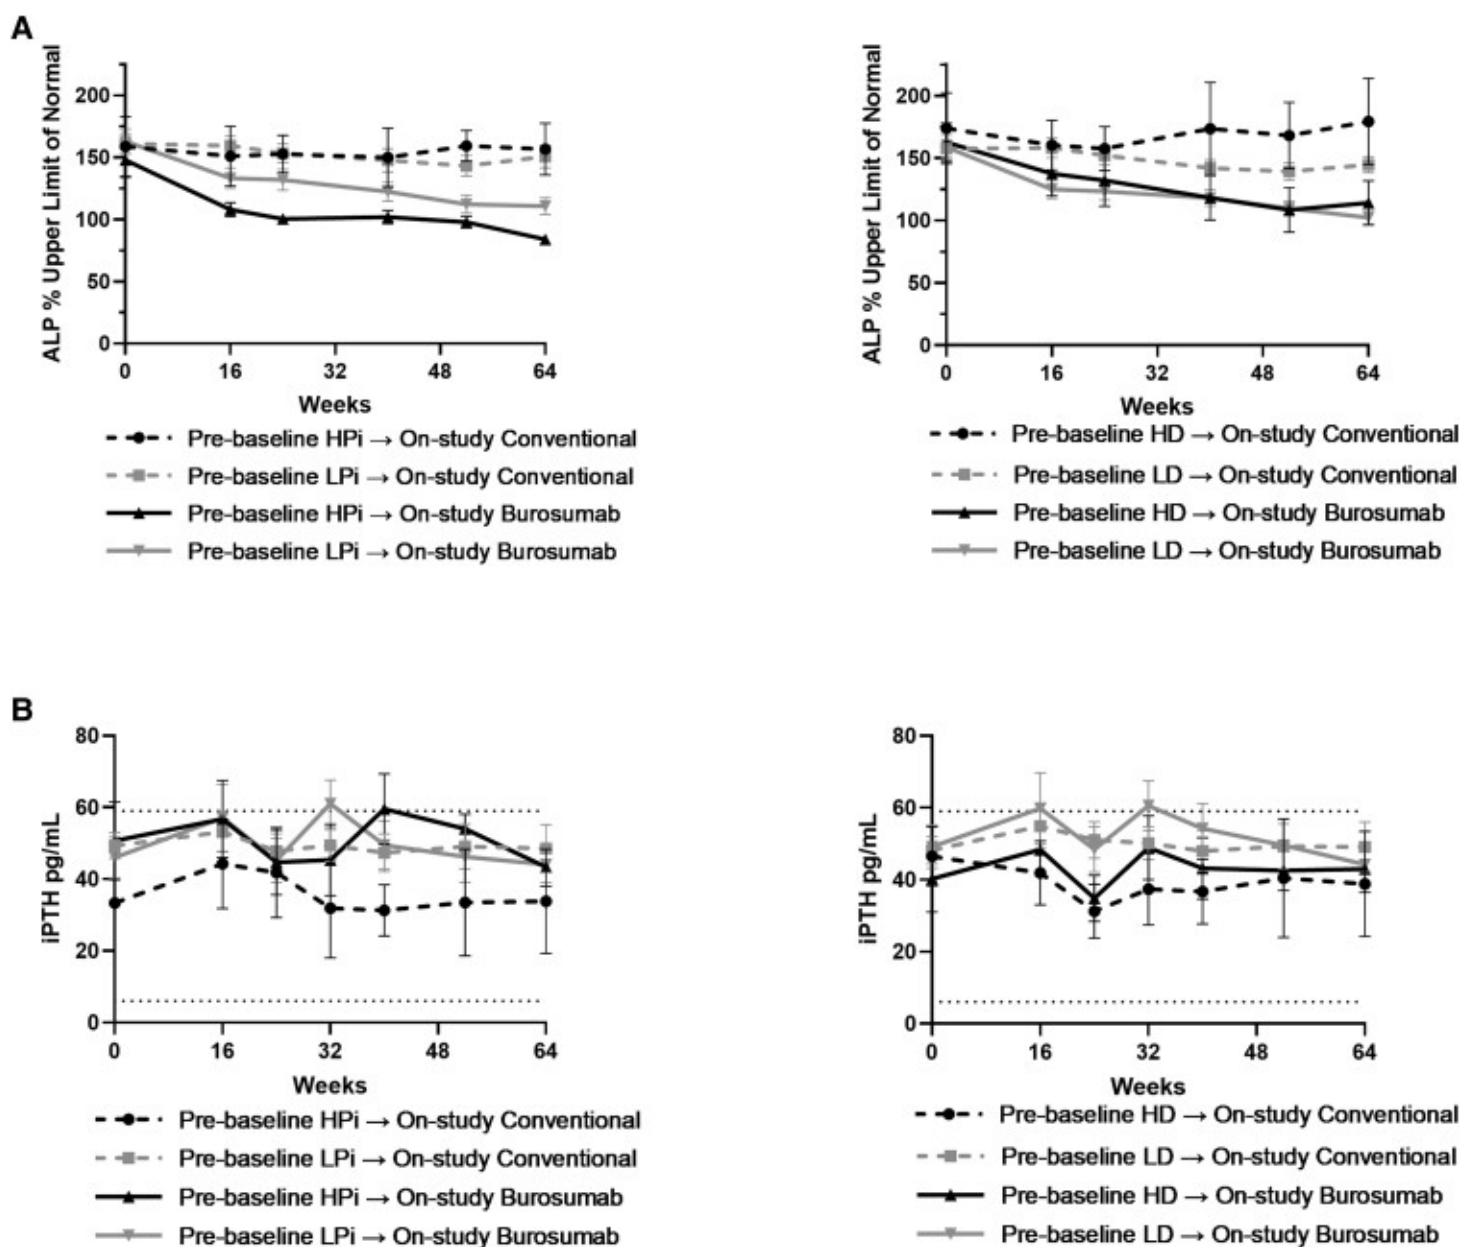 A
ALP % Upper Limit of Normal
200
150
100
50
0
0 16 32 48 64
Weeks
Pre-baseline HPi → On-study Conventional
Pre-baseline LPi → On-study Conventional
Pre-baseline HPi → On-study Burosumab
Pre-baseline LPi → On-study Burosumab
ALP % Upper Limit of Normal
200
150
100
50
0
0 16 32 48 64
Weeks
Pre-baseline HD → On-study Conventional
Pre-baseline LD → On-study Conventional
Pre-baseline HD → On-study Burosumab
Pre-baseline LD → On-study Burosumab
B
iPTH pg/mL
80
60
40
20
0
0 16 32 48 64
Weeks
Pre-baseline HPi → On-study Conventional
Pre-baseline LPi → On-study Conventional
Pre-baseline HPi → On-study Burosumab
Pre-baseline LPi → On-study Burosumab
iPTH pg/mL
80
60
40
20
0
0 16 32 48 64
Weeks
Pre-baseline HD → On-study Conventional
Pre-baseline LD → On-study Conventional
Pre-baseline HD → On-study Burosumab
Pre-baseline LD → On-study Burosumab